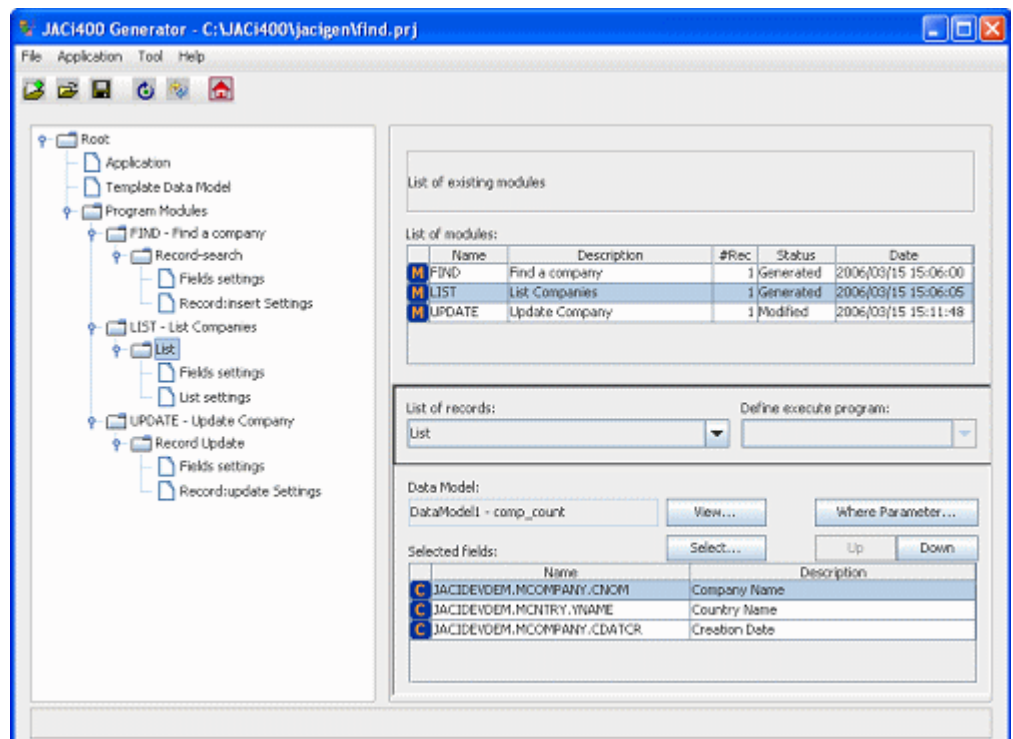 JACi400 Generator - C:\JACi400\jacigen\find.prj
File Application Tool Help
Root
Application
Template Data Model
Program Modules
FIND - Find a company
Record-search
Fields settings
Record:insert Settings
LIST - List Companies
List
Fields settings
List settings
UPDATE - Update Company
Record Update
Fields settings
Record:update Settings
List of existing modules
List of modules:
Name Description #Rec Status Date
M FIND Find a company 1 Generated 2006/03/15 15:06:00
M LIST List Companies 1 Generated 2006/03/15 15:06:05
M UPDATE Update Company 1 Modified 2006/03/15 15:11:48
List of records: Define execute program:
List
Data Model:
DataModel1 - comp_count View... Where Parameter...
Selected fields: Select... Up Down
Name Description
C JACIDEVDEM.MCOMPANY.CNOM Company Name
C JACIDEVDEM.MCNTRY.YNAME Country Name
C JACIDEVDEM.MCOMPANY.CDATCR Creation Date